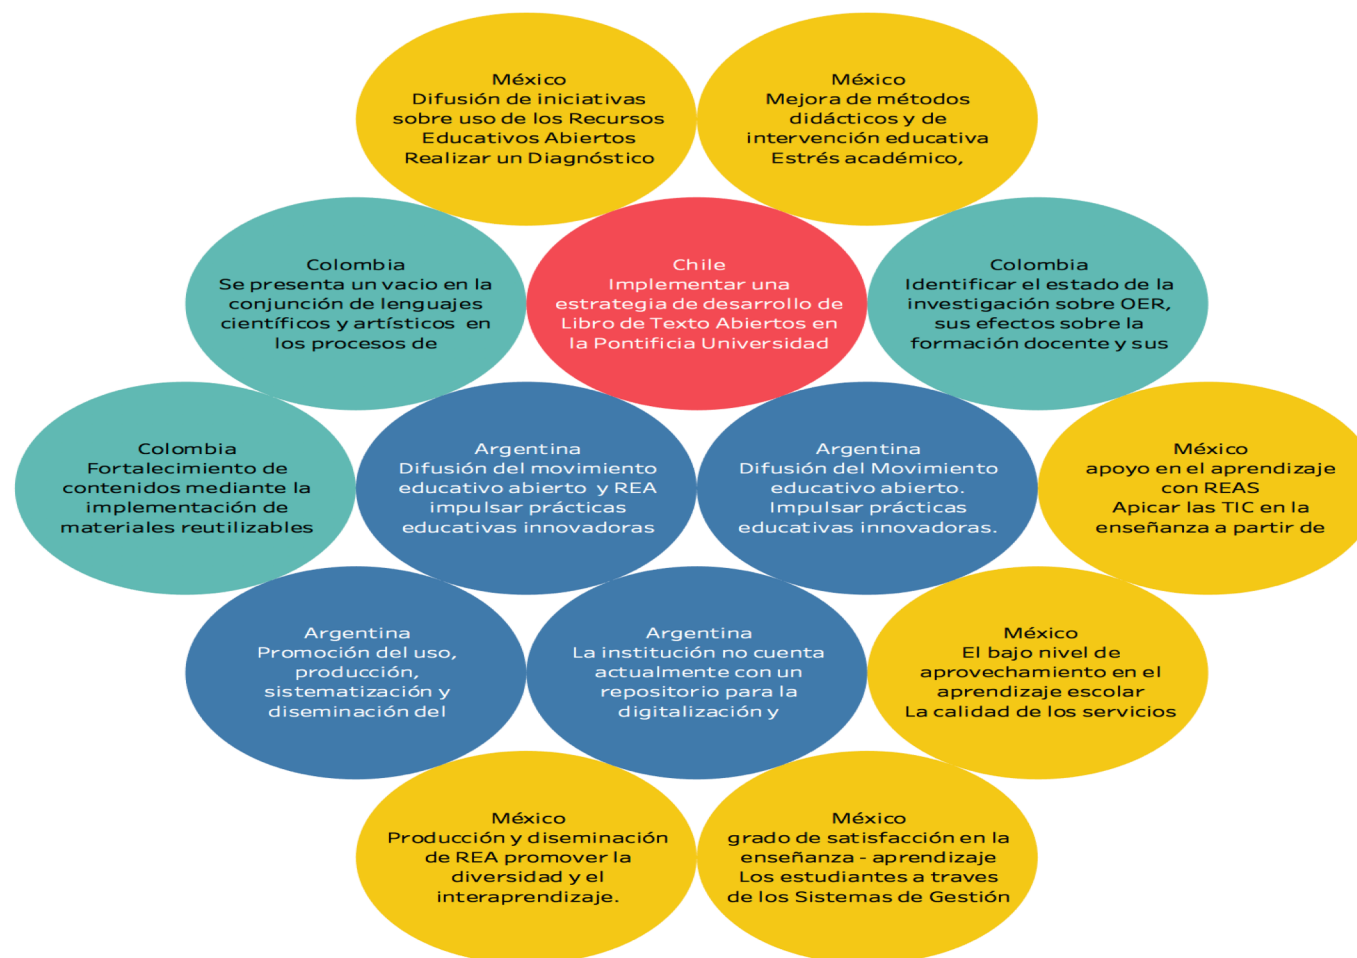 México
Difusión de iniciativas
sobre uso de los Recursos
Educativos Abiertos
Realizar un Diagnóstico
México
Mejora de métodos
didácticos y de
intervención educativa
Estrés académico,
Colombia
Se presenta un vacio en la
conjunción de lenguajes
científicos y artísticos en
los procesos de
Chile
Implementar una
estrategia de desarrollo de
Libro de Texto Abiertos en
la Pontificia Universidad
Colombia
Identificar el estado de la
investigación sobre OER,
sus efectos sobre la
formación docente y sus
Colombia
Fortalecimiento de
contenidos mediante la
implementación de
materiales reutilizables
Argentina
Difusión del movimiento
educativo abierto y REA
impulsar prácticas
educativas innovadoras
Argentina
Difusión del Movimiento
educativo abierto.
Impulsar prácticas
educativas innovadoras.
México
apoyo en el aprendizaje
con REAS
Apicar las TIC en la
enseñanza a partir de
Argentina
Promoción del uso,
producción,
sistematización y
diseminación del
Argentina
La institución no cuenta
actualmente con un
repositorio para la
digitalización y
México
El bajo nivel de
aprovechamiento en el
aprendizaje escolar
La calidad de los servicios
México
Producción y diseminación
de REA promover la
diversidad y el
interaprendizaje.
México
grado de satisfacción en la
enseñanza - aprendizaje
Los estudiantes a traves
de los Sistemas de Gestión